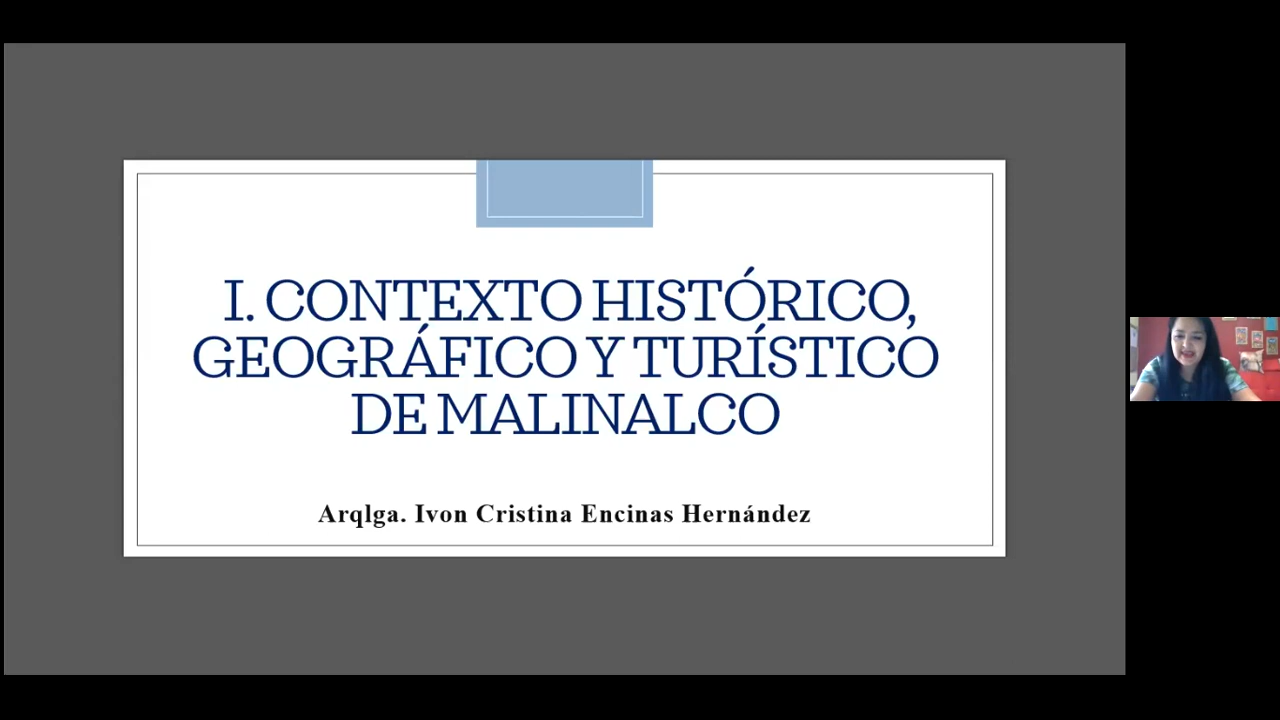 I. CONTEXTO HISTÓRICO,
GEOGRÁFICO Y TURÍSTICO
DE MALINALCO
Arqlga. Ivon Cristina Encinas Hernández